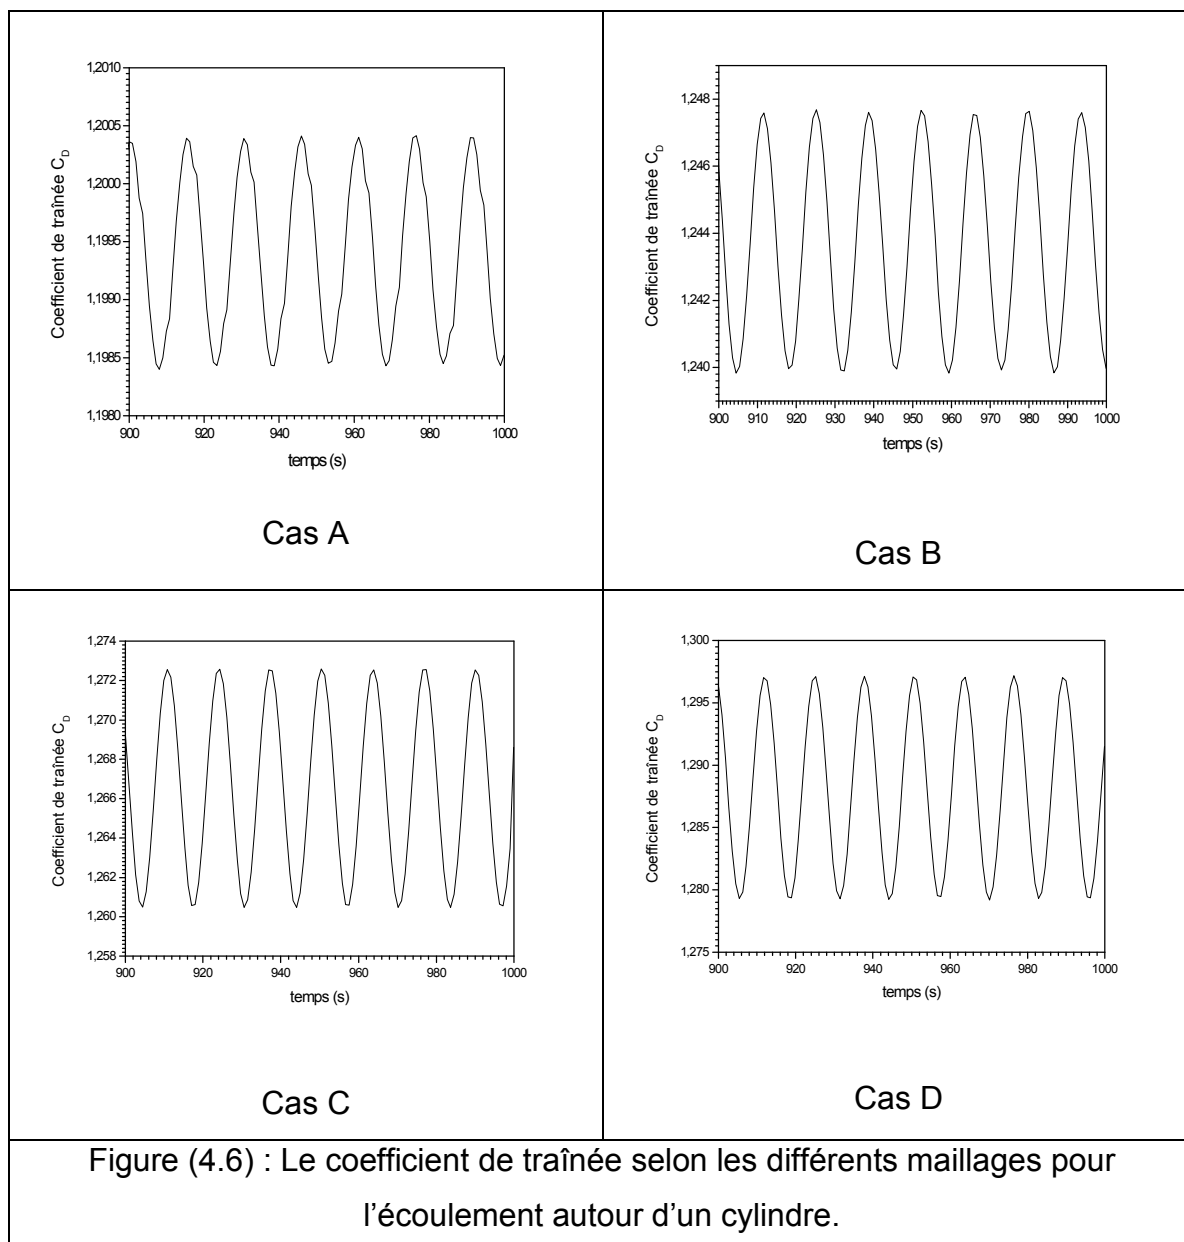 1,2010
1,2005
1,2000
1,1995
1,1990
1,1985
1,1980
900 920 940 960 980 1000
Coefficient de traînée C_D
temps (s)
Cas A
1,248
1,246
1,244
1,242
1,240
900 910 920 930 940 950 960 970 980 990 1000
Coefficient de traînée C_D
temps (s)
Cas B
1,274
1,272
1,270
1,268
1,266
1,264
1,262
1,260
1,258
900 920 940 960 980 1000
Coefficient de traînée C_D
temps (s)
Cas C
1,300
1,295
1,290
1,285
1,280
1,275
900 920 940 960 980 1000
Coefficient de traînée C_D
temps (s)
Cas D
Figure (4.6) : Le coefficient de traînée selon les différents maillages pour
l'écoulement autour d'un cylindre.